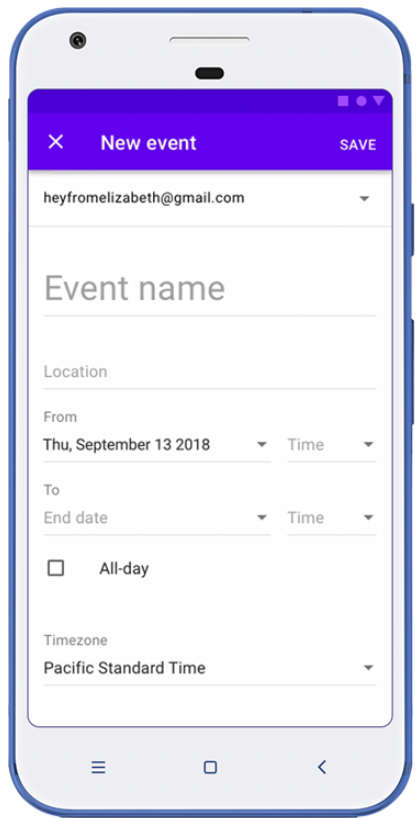 New event
SAVE
heyfromelizabeth@gmail.com
Event name
Location
From
Thu, September 13 2018
Time
To
End date
Time
All-day
Timezone
Pacific Standard Time